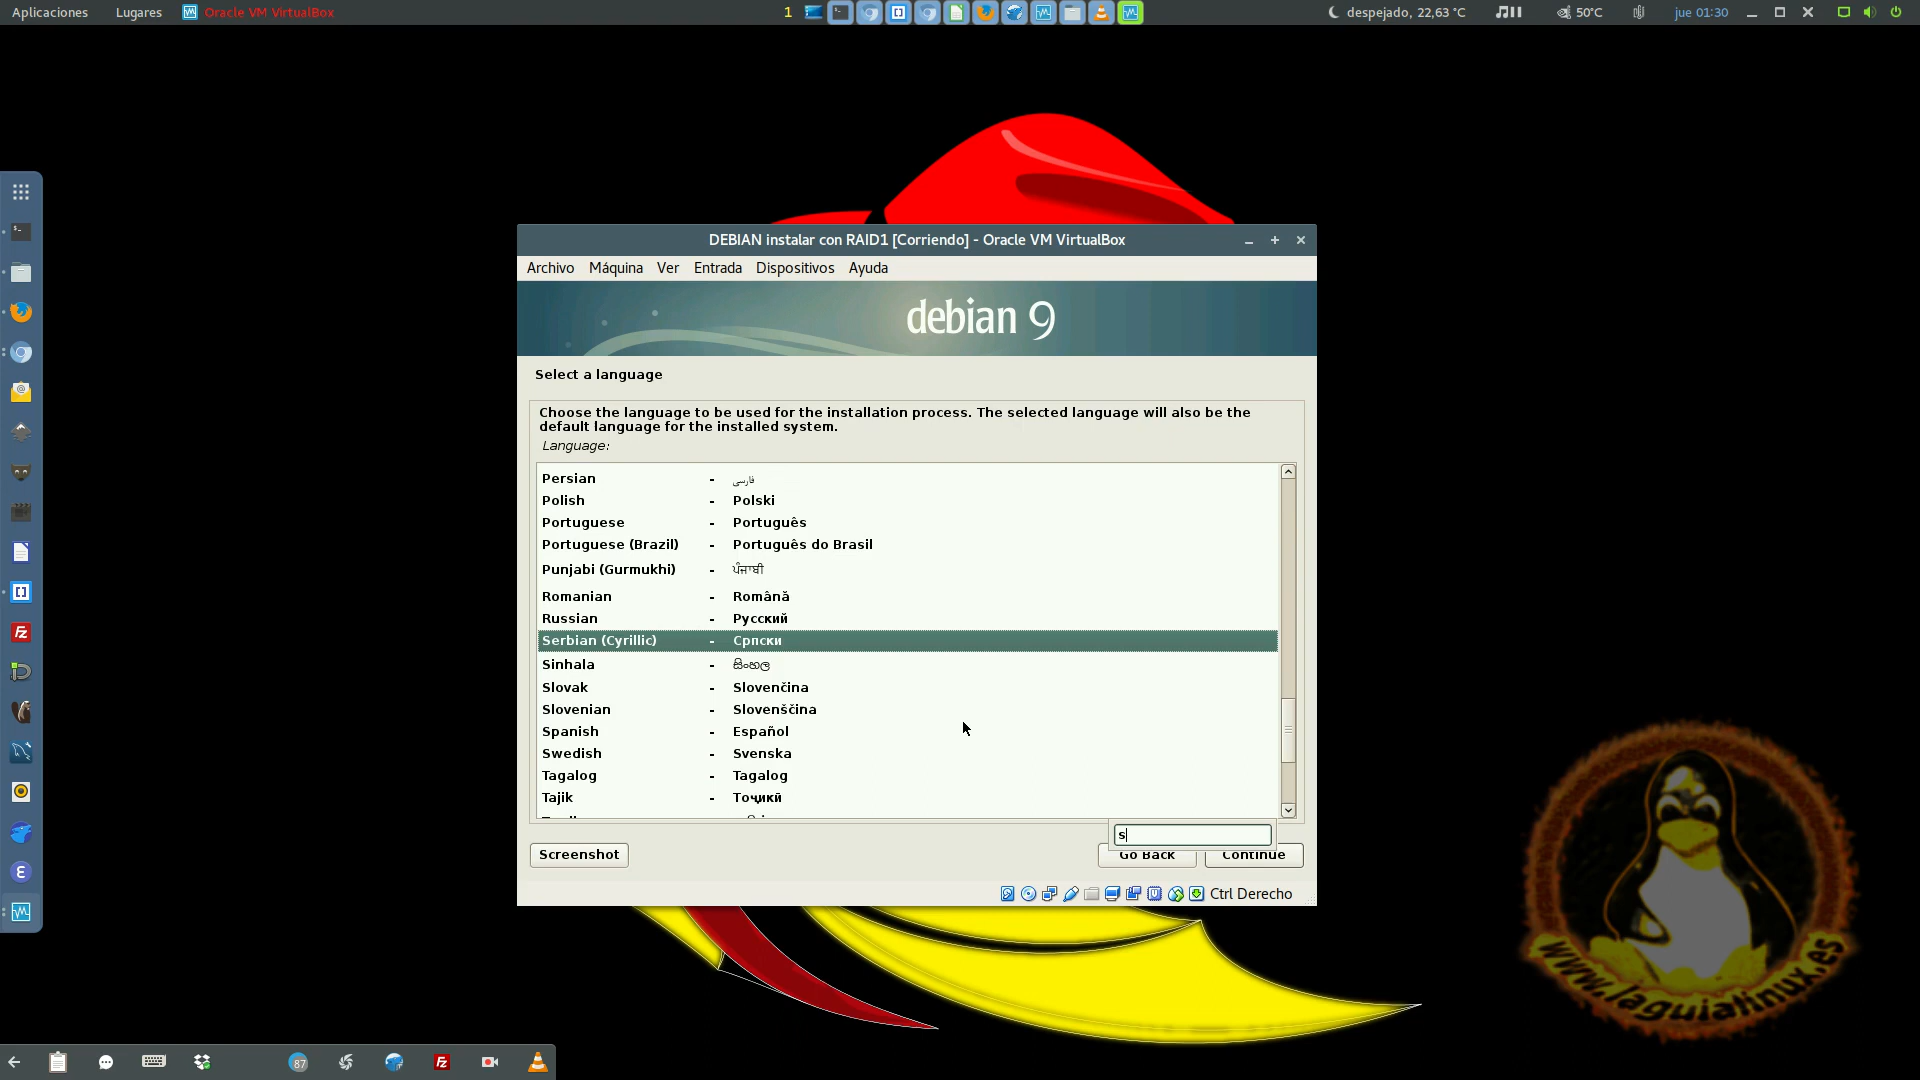 Aplicaciones Lugares Oracle VM VirtualBox 1 despejado, 22,63 °C 50°C jue 01:30
DEBIAN instalar con RAID1 [Corriendo] - Oracle VM VirtualBox
Archivo Máquina Ver Entrada Dispositivos Ayuda
debian 9
Select a language
Choose the language to be used for the installation process. The selected language will also be the
default language for the installed system.
Language:
Persian - فارسی
Polish - Polski
Portuguese - Português
Portuguese (Brazil) - Português do Brasil
Punjabi (Gurmukhi) - ਪੰਜਾਬੀ
Romanian - Română
Russian - Русский
Serbian (Cyrillic) - Српски
Sinhala - සිංහල
Slovak - Slovenčina
Slovenian - Slovenščina
Spanish - Español
Swedish - Svenska
Tagalog - Tagalog
Tajik - Тоҷикӣ
s
Screenshot Go Back Continue
Ctrl Derecho
www.laguialinux.es
87